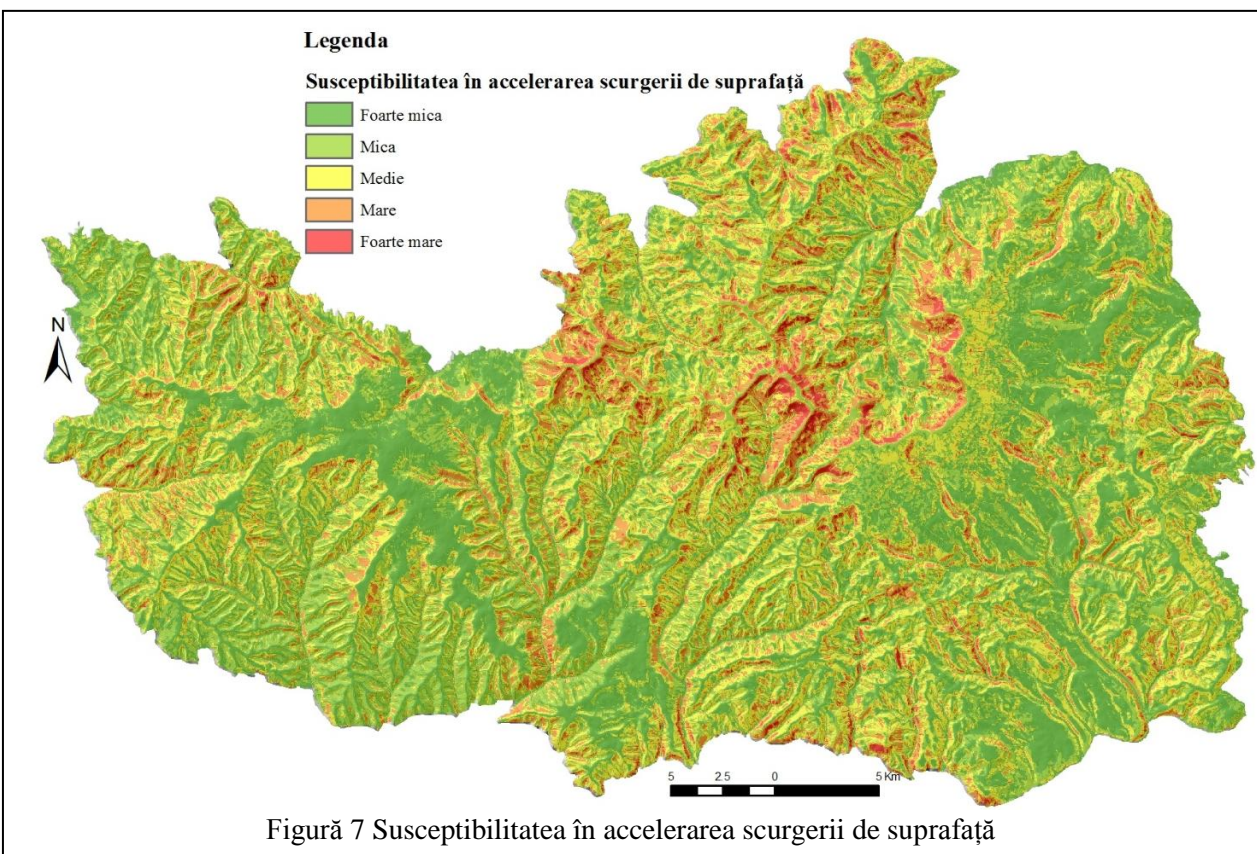 Legenda
Susceptibilitatea în accelerarea scurgerii de suprafață
Foarte mica
Mica
Medie
Mare
Foarte mare
N
5 2.5 0 5 Km
Figură 7 Susceptibilitatea în accelerarea scurgerii de suprafață